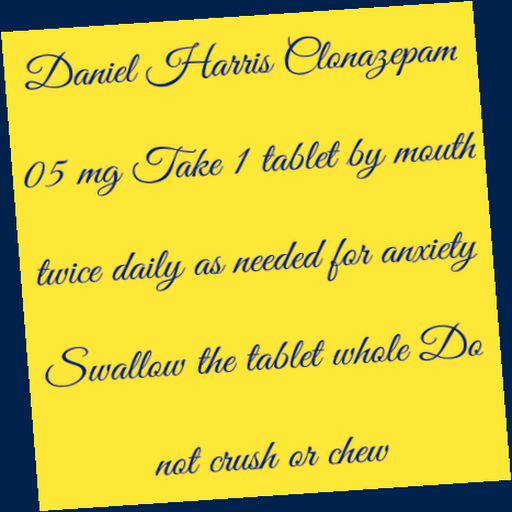 Daniel Harris Clonazepam
05 mg Take 1 tablet by mouth
twice daily as needed for anxiety
Swallow the tablet whole Do
not crush or chew